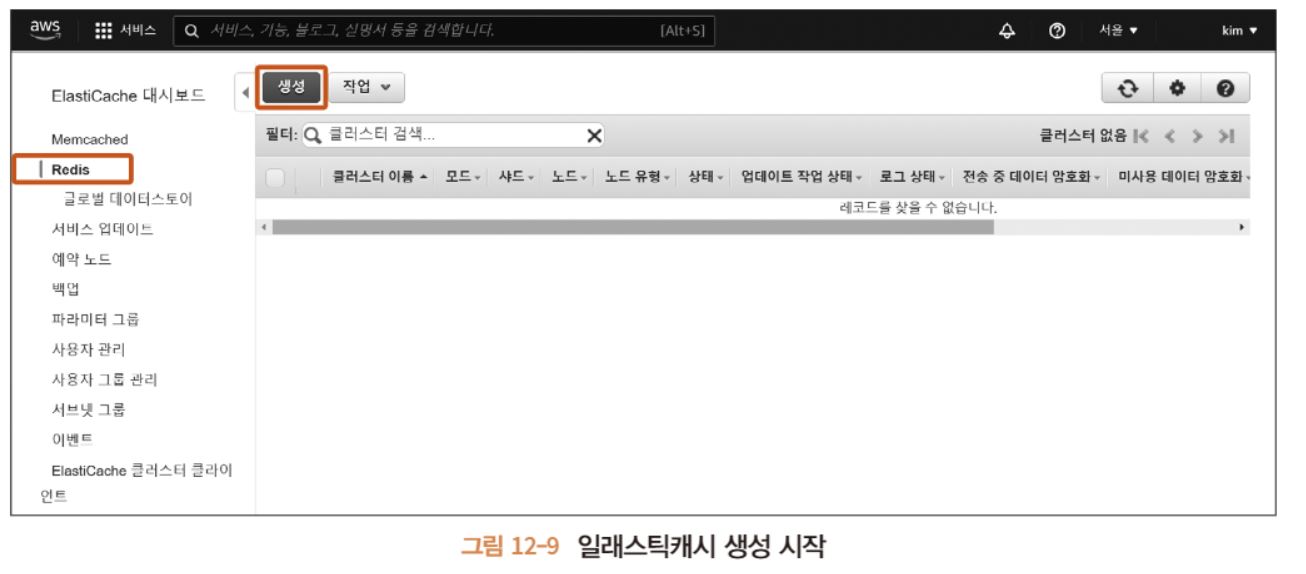 aws 서비스 서비스, 기능, 블로그, 설명서 등을 검색합니다. [Alt+S] 서울 ▼ kim ▼
ElastiCache 대시보드
Memcached
Redis
글로벌 데이터스토어
서비스 업데이트
예약 노드
백업
파라미터 그룹
사용자 관리
사용자 그룹 관리
서브넷 그룹
이벤트
ElastiCache 클러스터 클라이
언트
생성 작업
필터: 클러스터 검색... 클러스터 없음
클러스터 이름 모드 샤드 노드 노드 유형 상태 업데이트 작업 상태 로그 상태 전송 중 데이터 암호화 미사용 데이터 암호화
레코드를 찾을 수 없습니다.
그림 12-9 일래스틱캐시 생성 시작